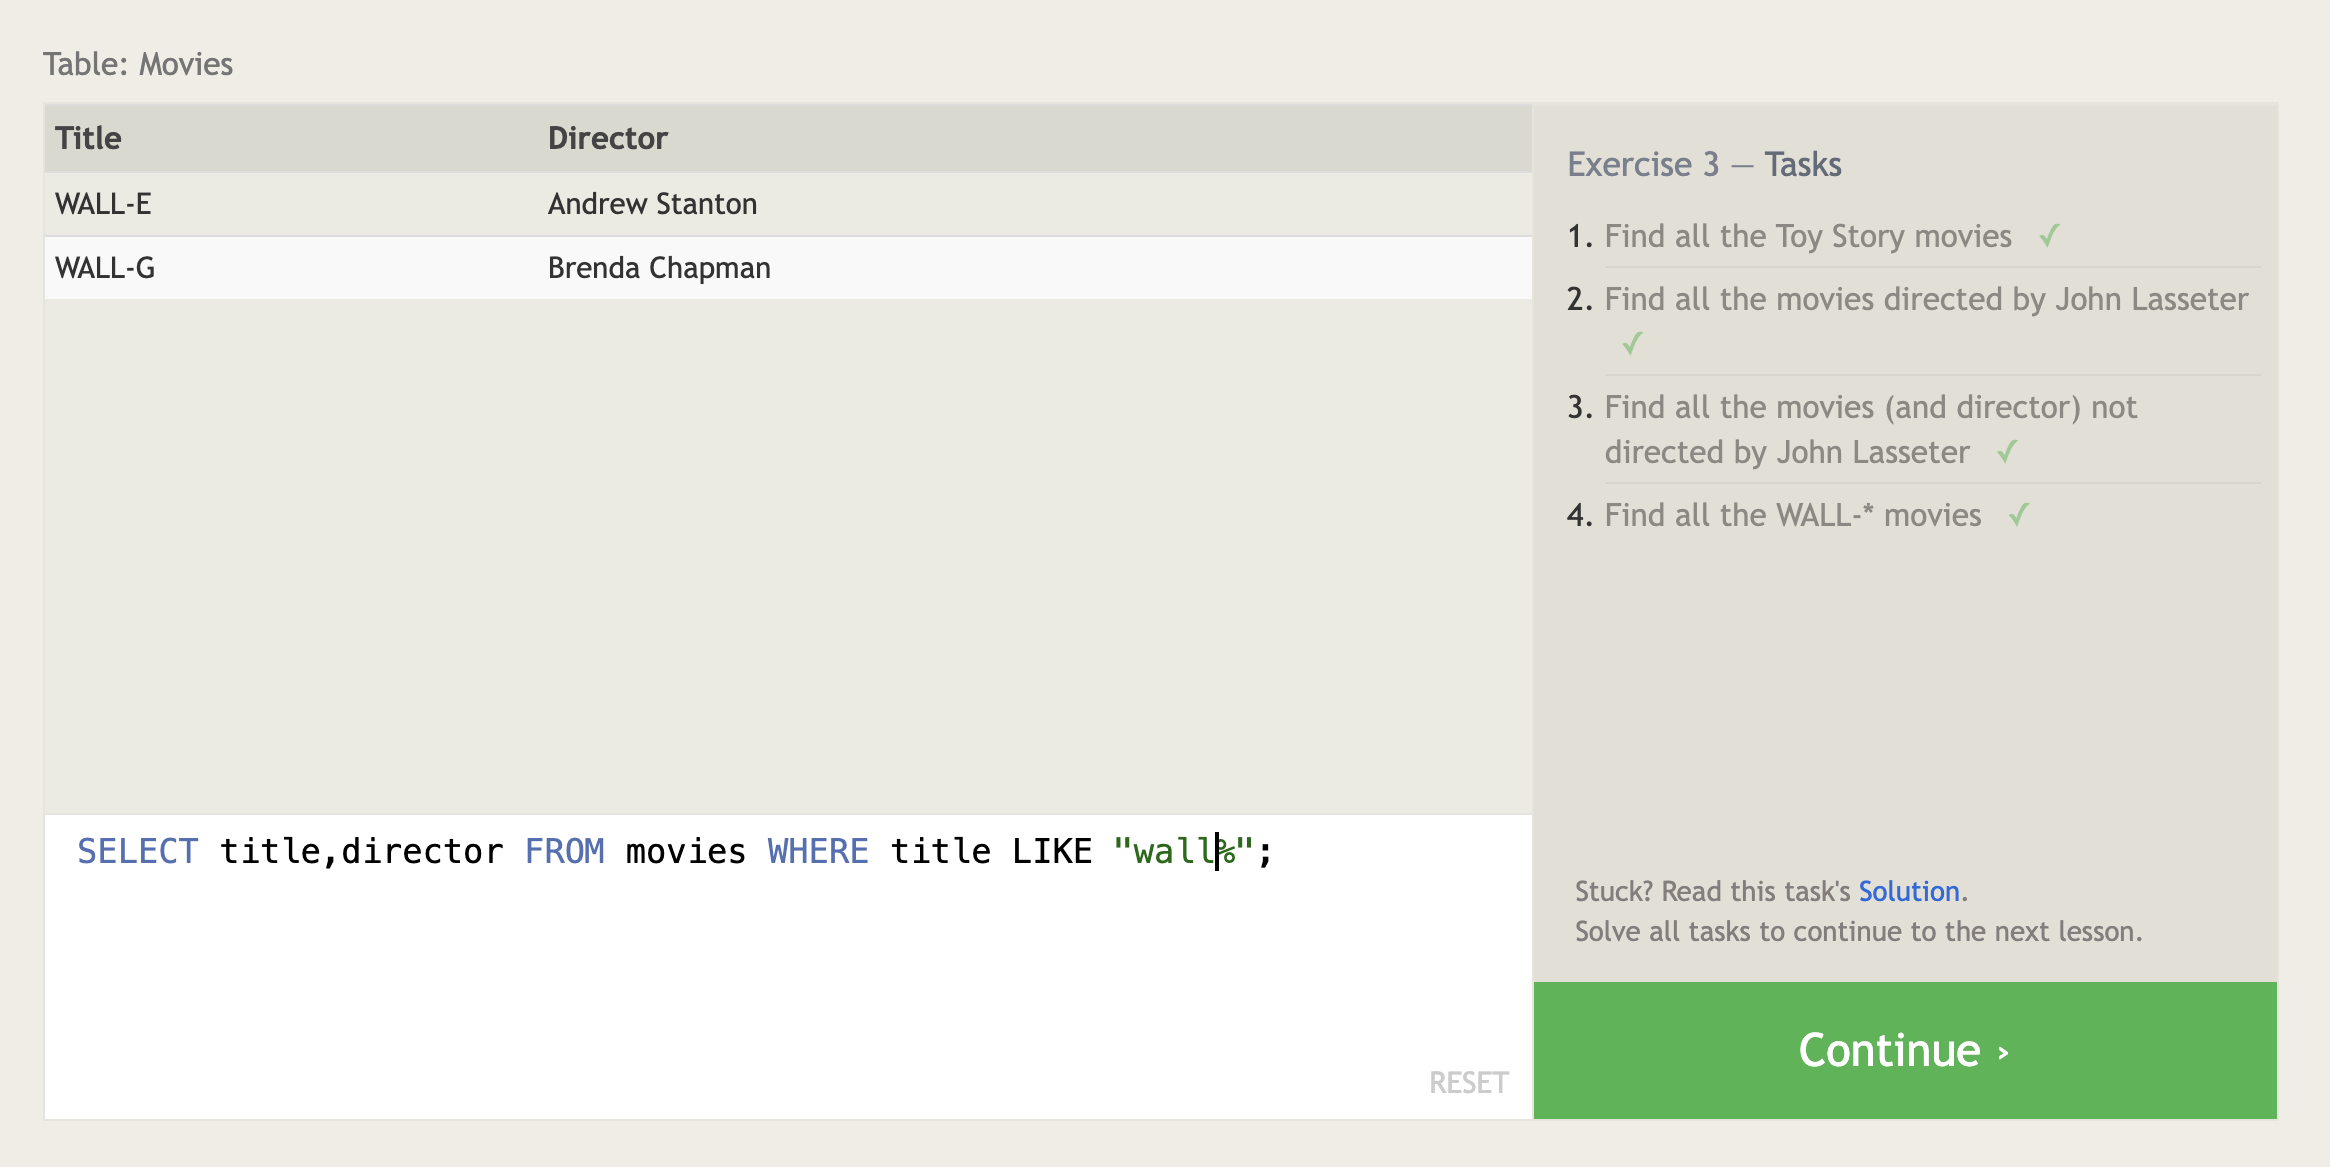 Table: Movies
Title Director
WALL-E Andrew Stanton
WALL-G Brenda Chapman
SELECT title,director FROM movies WHERE title LIKE "wall%";
RESET
Exercise 3 — Tasks
1. Find all the Toy Story movies ✓
2. Find all the movies directed by John Lasseter
✓
3. Find all the movies (and director) not
directed by John Lasseter ✓
4. Find all the WALL-* movies ✓
Stuck? Read this task's Solution.
Solve all tasks to continue to the next lesson.
Continue ›